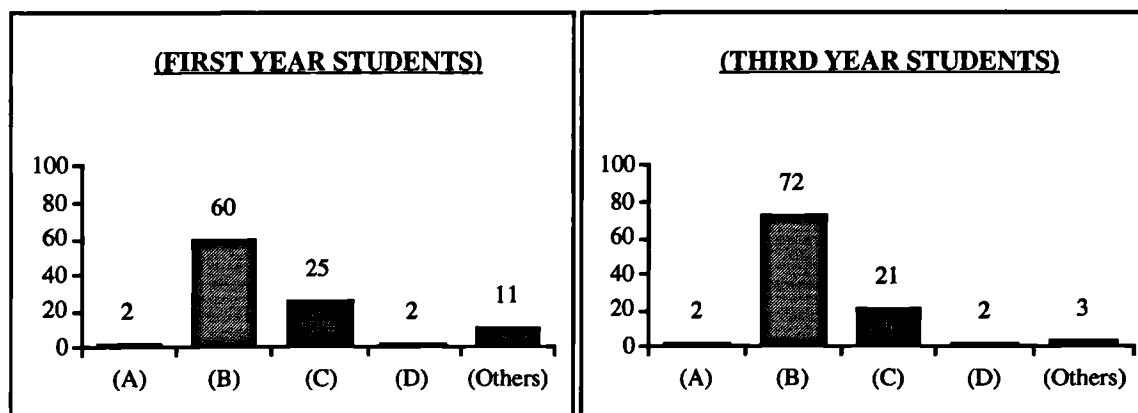 (FIRST YEAR STUDENTS)
100
80
60
40
20
0
2
60
25
2
11
(A)
(B)
(C)
(D)
(Others)
(THIRD YEAR STUDENTS)
100
80
60
40
20
0
2
72
21
2
3
(A)
(B)
(C)
(D)
(Others)